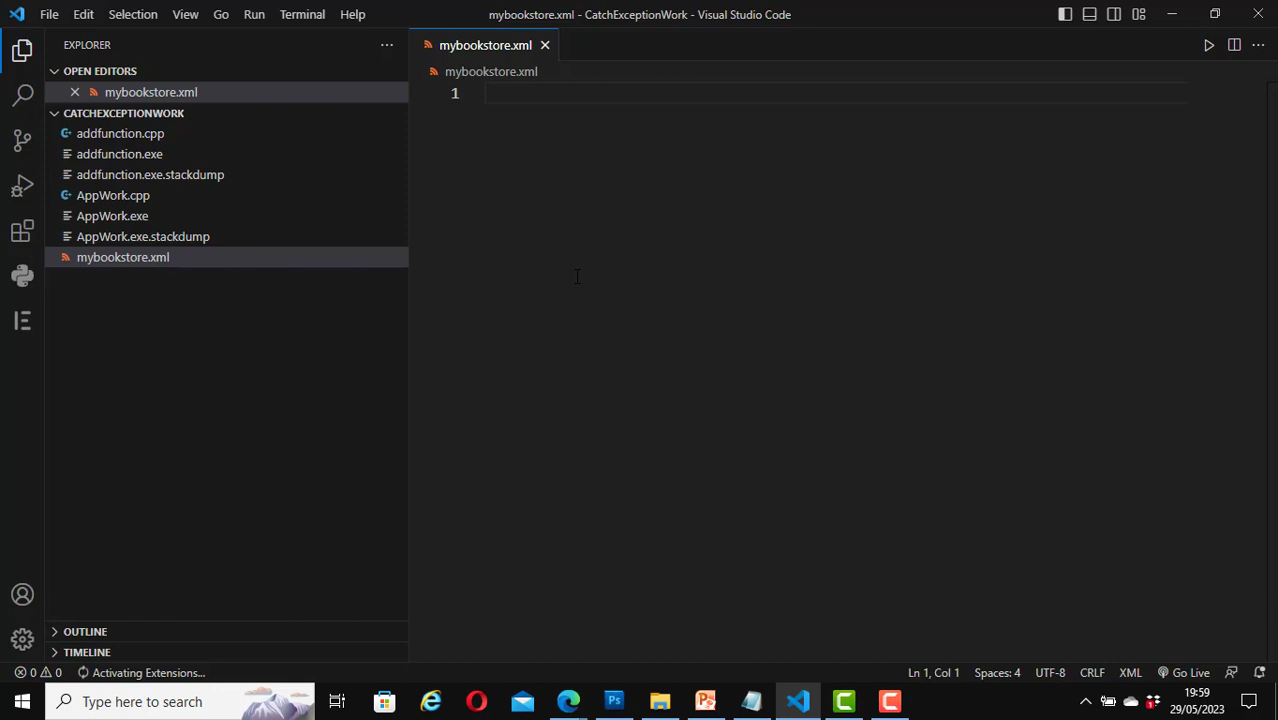 File Edit Selection View Go Run Terminal Help
mybookstore.xml - CatchExceptionWork - Visual Studio Code
EXPLORER
OPEN EDITORS
mybookstore.xml
CATCHEXCEPTIONWORK
addfunction.cpp
addfunction.exe
addfunction.exe.stackdump
AppWork.cpp
AppWork.exe
AppWork.exe.stackdump
mybookstore.xml
OUTLINE
TIMELINE
mybookstore.xml
mybookstore.xml
1
0 0 Activating Extensions...
Ln 1, Col 1 Spaces: 4 UTF-8 CRLF XML Go Live
Type here to search
Ps
1
19:59
29/05/2023